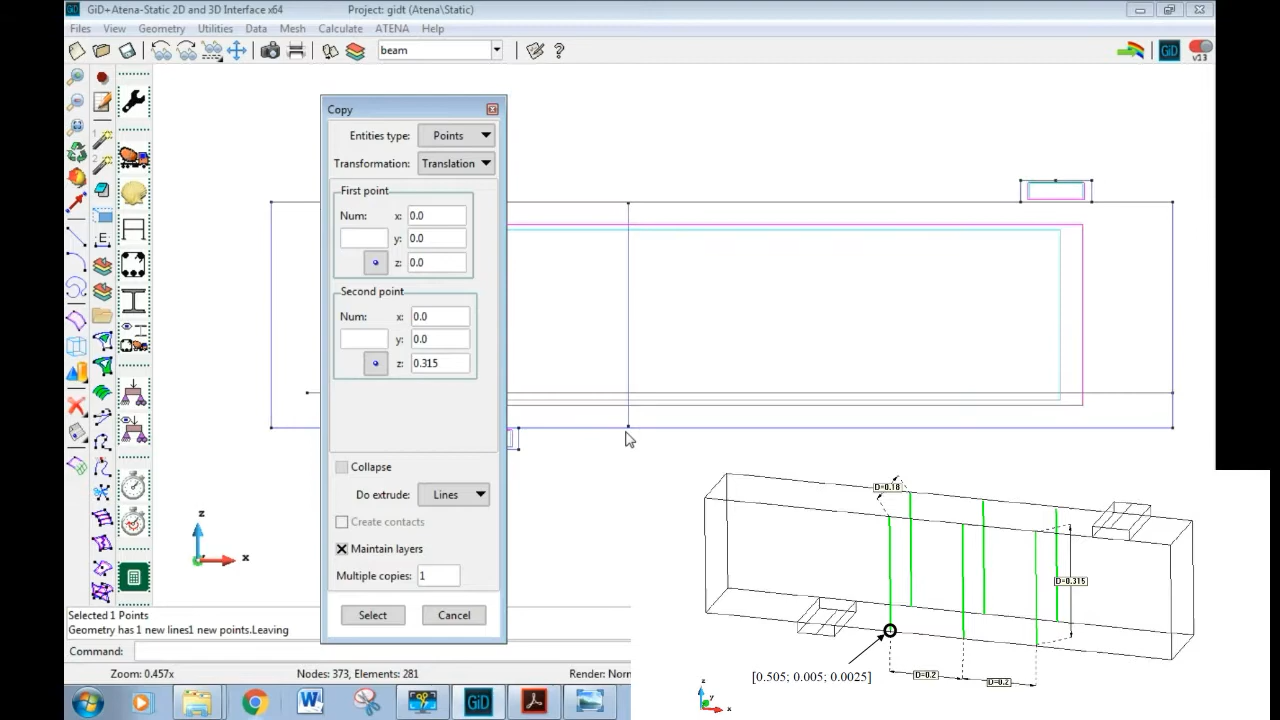 GiD+Atena-Static 2D and 3D Interface x64
Project: gidt (Atena\Static)
Files View Geometry Utilities Data Mesh Calculate ATENA Help
beam
GiD
v13
Copy
Entities type: Points
Transformation: Translation
First point
Num: x: 0.0
y: 0.0
z: 0.0
Second point
Num: x: 0.0
y: 0.0
z: 0.315
Collapse
Do extrude: Lines
Create contacts
Maintain layers
Multiple copies: 1
Select Cancel
z
x
D=0.18
D=0.315
[0.505; 0.005; 0.0025]
D=0.2
D=0.2
z
y
x
Selected 1 Points
Geometry has 1 new lines1 new points.Leaving
Command:
Zoom: 0.457x Nodes: 373, Elements: 281 Render: Norn
GiD